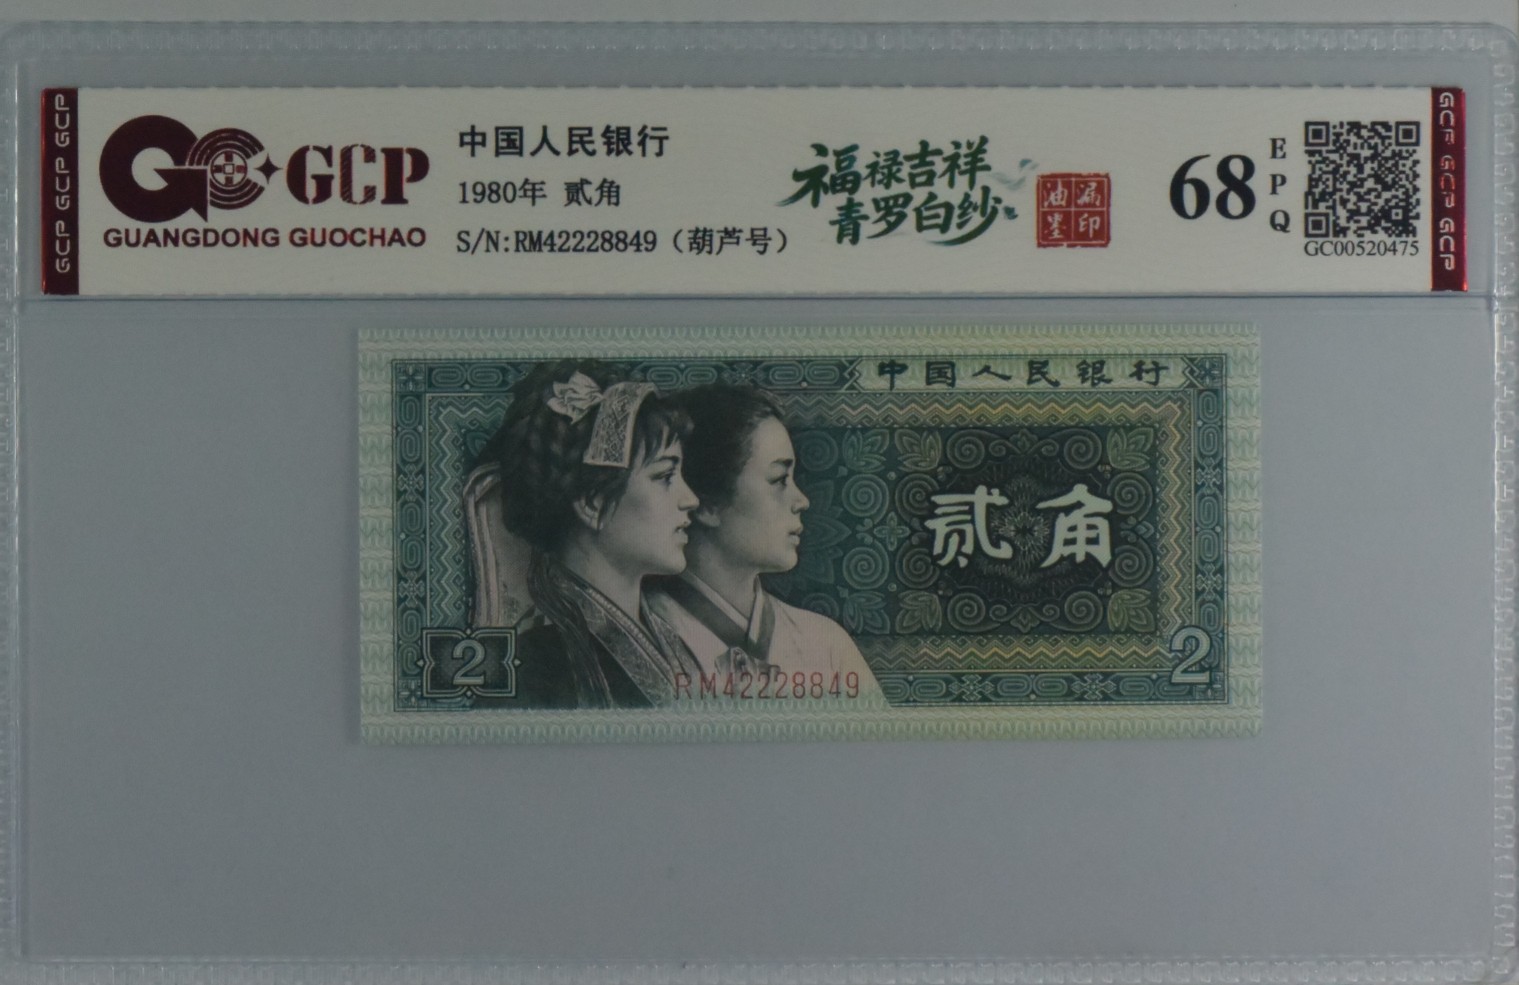 GCP GCP GCP
GCP
GUANGDONG GUOCHAO
中国人民银行
1980年 贰角
S/N:RM42228849（葫芦号）
福禄吉祥
青罗白纱
油漏
墨印
68
EPQ
GC00520475
GCP GCP GCP
中国人民银行
贰角
2
2
RM42228849